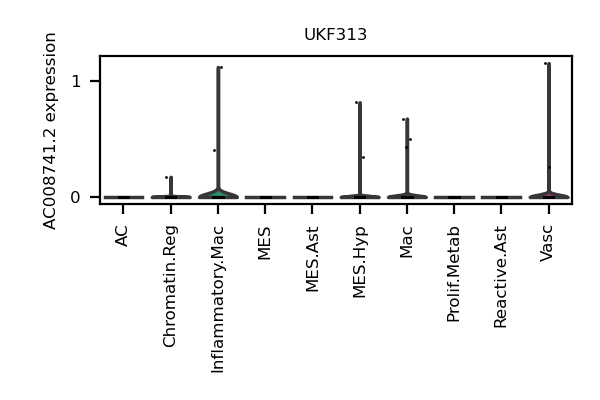 UKF313
AC008741.2 expression
1
0
AC
Chromatin.Reg
Inflammatory.Mac
MES
MES.Ast
MES.Hyp
Mac
Prolif.Metab
Reactive.Ast
Vasc